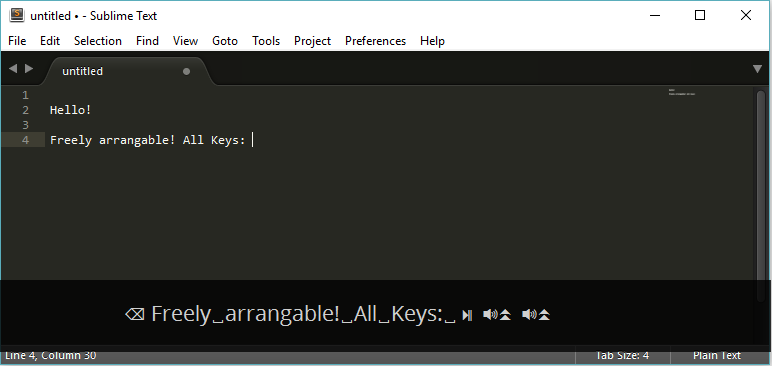 untitled • - Sublime Text
File Edit Selection Find View Goto Tools Project Preferences Help
untitled
1
2 Hello!
3
4 Freely arrangable! All Keys:
⌫ Freely␣arrangable!␣All␣Keys:␣ ⏯ 🔊⏫ 🔊⏫
Line 4, Column 30 Tab Size: 4 Plain Text